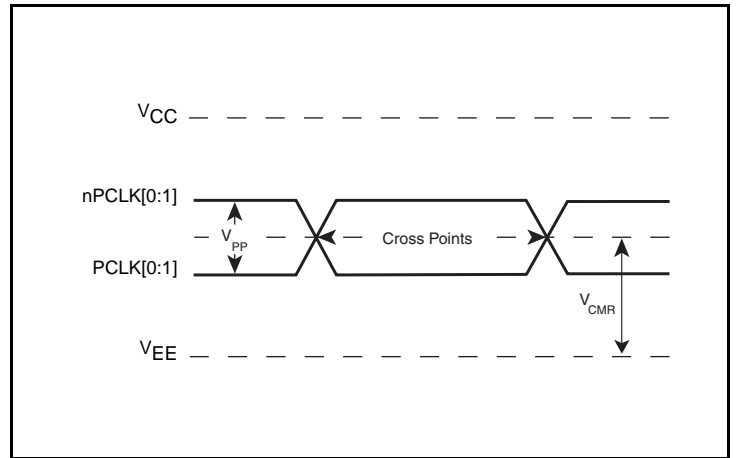 VCC
nPCLK[0:1]
VPP
Cross Points
PCLK[0:1]
VCMR
VEE